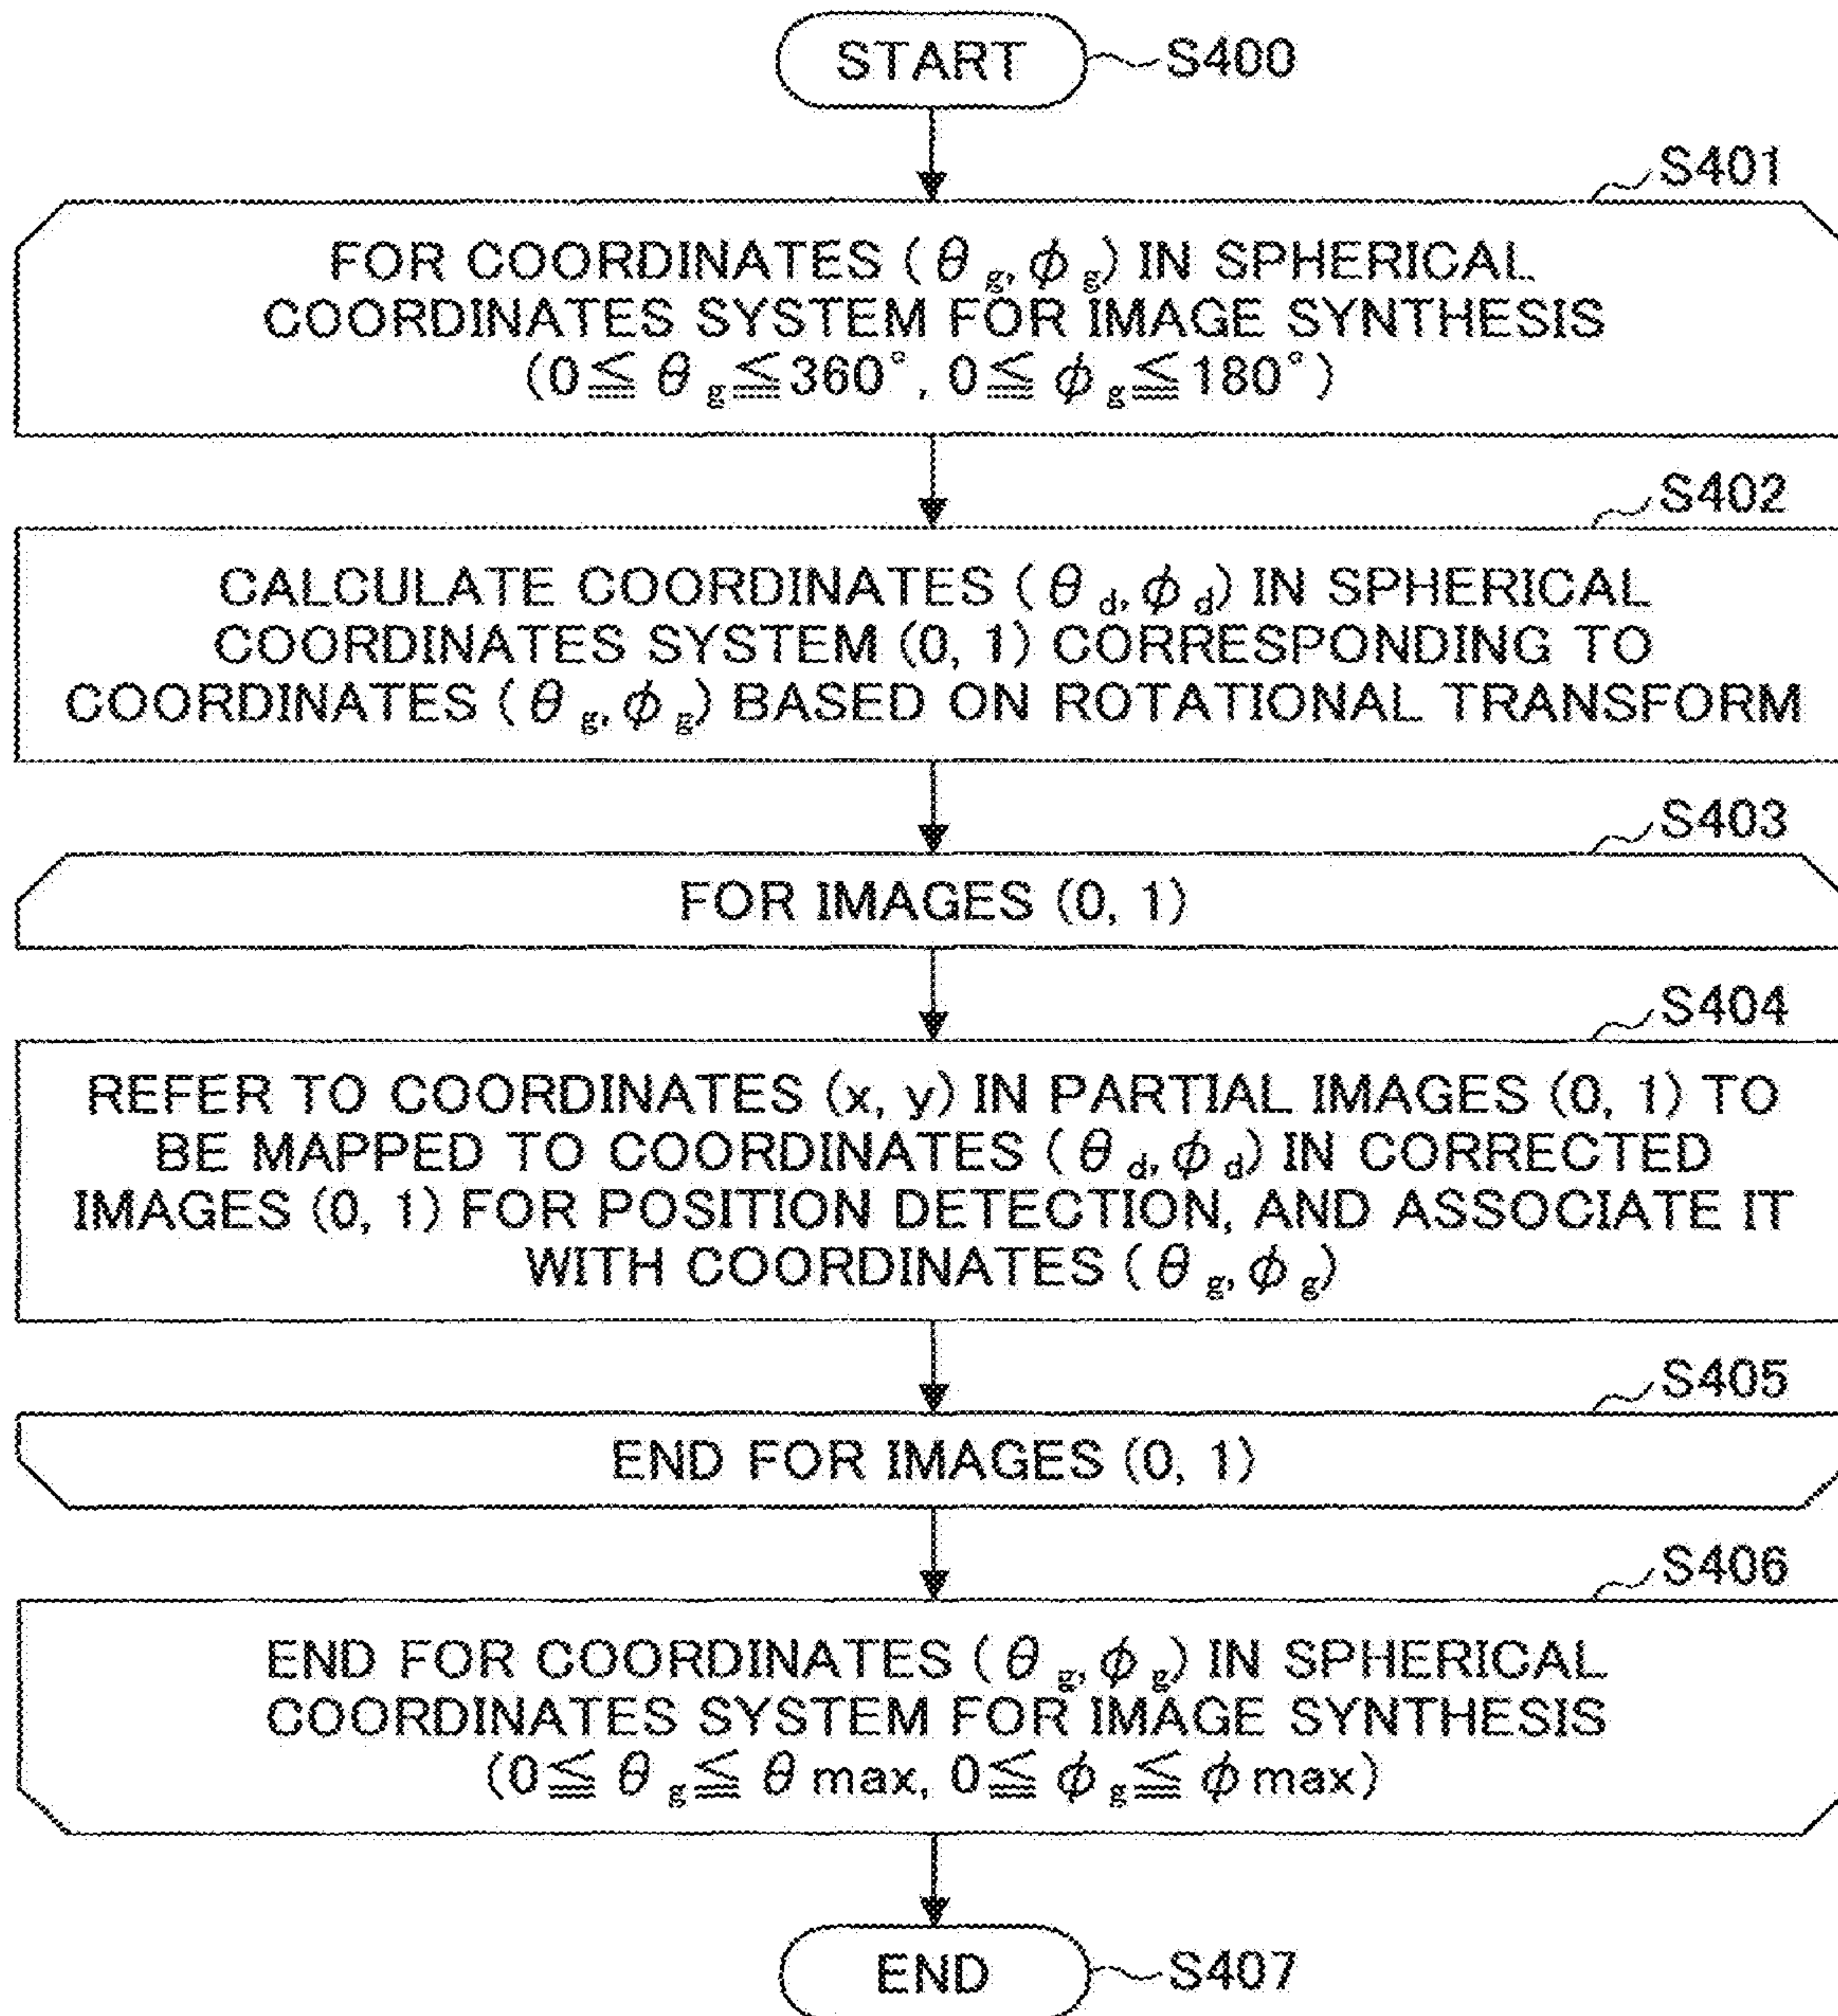 START
S400
S401
FOR COORDINATES (θg, φg) IN SPHERICAL
COORDINATES SYSTEM FOR IMAGE SYNTHESIS
(0≦θg≦360°, 0≦φg≦180°)
S402
CALCULATE COORDINATES (θd, φd) IN SPHERICAL
COORDINATES SYSTEM (0, 1) CORRESPONDING TO
COORDINATES (θg, φg) BASED ON ROTATIONAL TRANSFORM
S403
FOR IMAGES (0, 1)
S404
REFER TO COORDINATES (x, y) IN PARTIAL IMAGES (0, 1) TO
BE MAPPED TO COORDINATES (θd, φd) IN CORRECTED
IMAGES (0, 1) FOR POSITION DETECTION, AND ASSOCIATE IT
WITH COORDINATES (θg, φg)
S405
END FOR IMAGES (0, 1)
S406
END FOR COORDINATES (θg, φg) IN SPHERICAL
COORDINATES SYSTEM FOR IMAGE SYNTHESIS
(0≦θg≦θmax, 0≦φg≦φmax)
END
S407